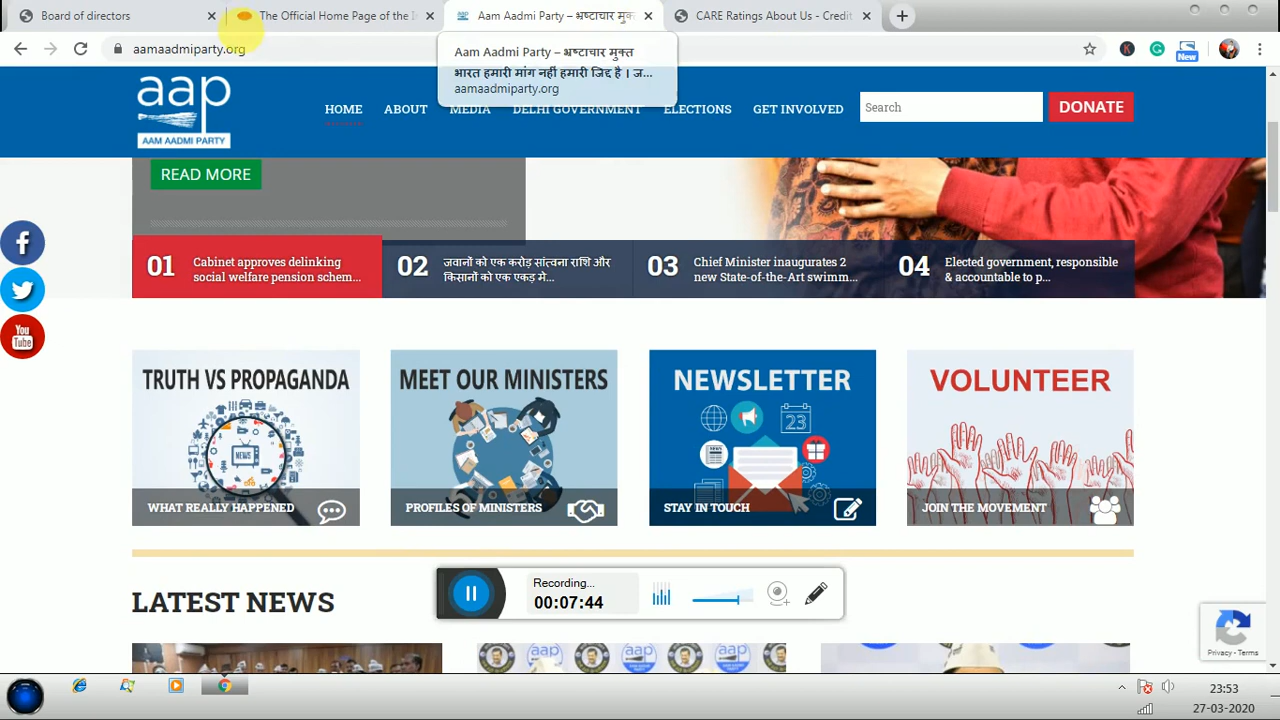 Board of directors
The Official Home Page of the I
Aam Aadmi Party – भ्रष्टाचार मुक्त
CARE Ratings About Us - Credit
aamaadmiparty.org
Aam Aadmi Party – भ्रष्टाचार मुक्त
भारत हमारी मांग नहीं हमारी जिद्द है । ज...
aamaadmiparty.org
New
aap
AAM AADMI PARTY
HOME
ABOUT
MEDIA
DELHI GOVERNMENT
ELECTIONS
GET INVOLVED
Search
DONATE
READ MORE
01
Cabinet approves delinking
social welfare pension schem...
02
जवानों को एक करोड़ सांत्वना राशि और
किसानों को एक एकड़ मे...
03
Chief Minister inaugurates 2
new State-of-the-Art swimm...
04
Elected government, responsible
& accountable to p...
You
Tube
TRUTH VS PROPAGANDA
NEWS
WHAT REALLY HAPPENED
MEET OUR MINISTERS
PROFILES OF MINISTERS
NEWSLETTER
23
STAY IN TOUCH
VOLUNTEER
JOIN THE MOVEMENT
Recording...
00:07:44
LATEST NEWS
aap
aap
aap
Privacy - Terms
23:53
27-03-2020